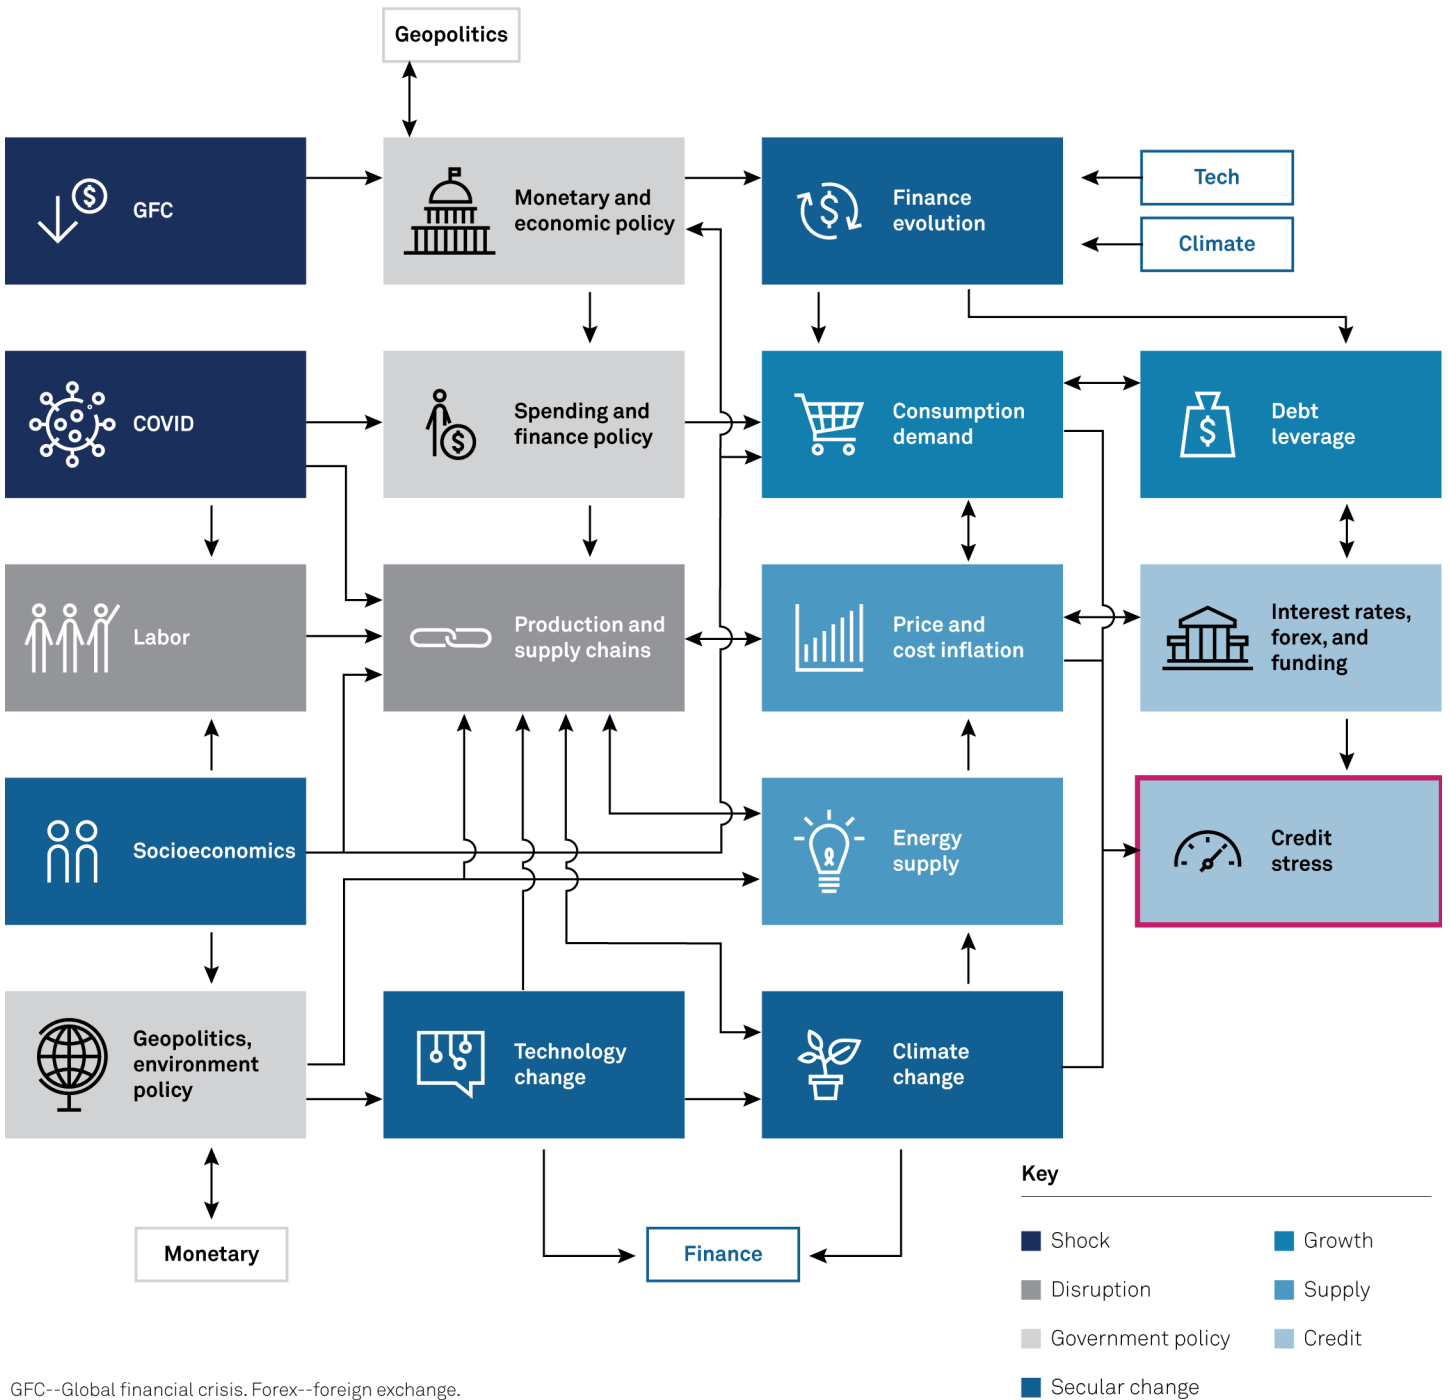 Geopolitics
GFC
Monetary and
economic policy
Finance
evolution
Tech
Climate
COVID
Spending and
finance policy
Consumption
demand
Debt
leverage
Labor
Production and
supply chains
Price and
cost inflation
Interest rates,
forex, and
funding
Socioeconomics
Energy
supply
Credit
stress
Geopolitics,
environment
policy
Technology
change
Climate
change
Monetary
Finance
Key
Shock
Growth
Disruption
Supply
Government policy
Credit
Secular change
GFC--Global financial crisis. Forex--foreign exchange.